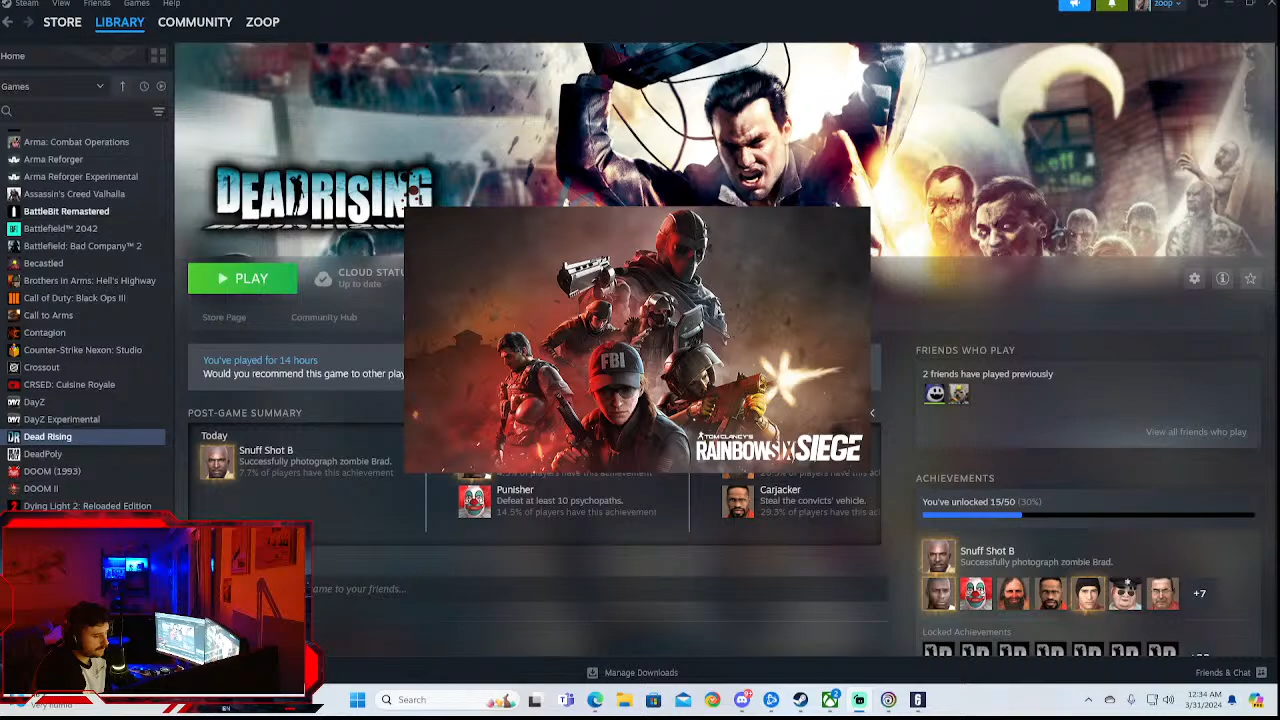 Steam View Friends Games Help
zoop
STORE LIBRARY COMMUNITY ZOOP
Home
Games
Arma: Combat Operations
Arma Reforger
Arma Reforger Experimental
Assassin's Creed Valhalla
BattleBit Remastered
Battlefield™ 2042
Battlefield: Bad Company™ 2
Becastled
Brothers in Arms: Hell's Highway
Call of Duty: Black Ops III
Call to Arms
Contagion
Counter-Strike Nexon: Studio
Crossout
CRSED: Cuisine Royale
DayZ
DayZ Experimental
Dead Rising
DeadPoly
DOOM (1993)
DOOM II
Dying Light 2: Reloaded Edition
DEADRISING
PLAY
CLOUD STATU
Up to date
Store Page Community Hub
You've played for 14 hours
Would you recommend this game to other play
POST-GAME SUMMARY
Today
Snuff Shot B
Successfully photograph zombie Brad.
7.7% of players have this achievement
Punisher
Defeat at least 10 psychopaths.
14.5% of players have this achievement
Carjacker
Steal the convicts' vehicle.
29.3% of players have this ac
ame to your friends...
FBI
TOM CLANCY'S
RAINBOW SIX SIEGE
FRIENDS WHO PLAY
2 friends have played previously
View all friends who play
ACHIEVEMENTS
You've unlocked 15/50 (30%)
Snuff Shot B
Successfully photograph zombie Brad.
+7
Locked Achievements
Manage Downloads
Friends & Chat
Very humid
Search
:44 AM
/31/2024